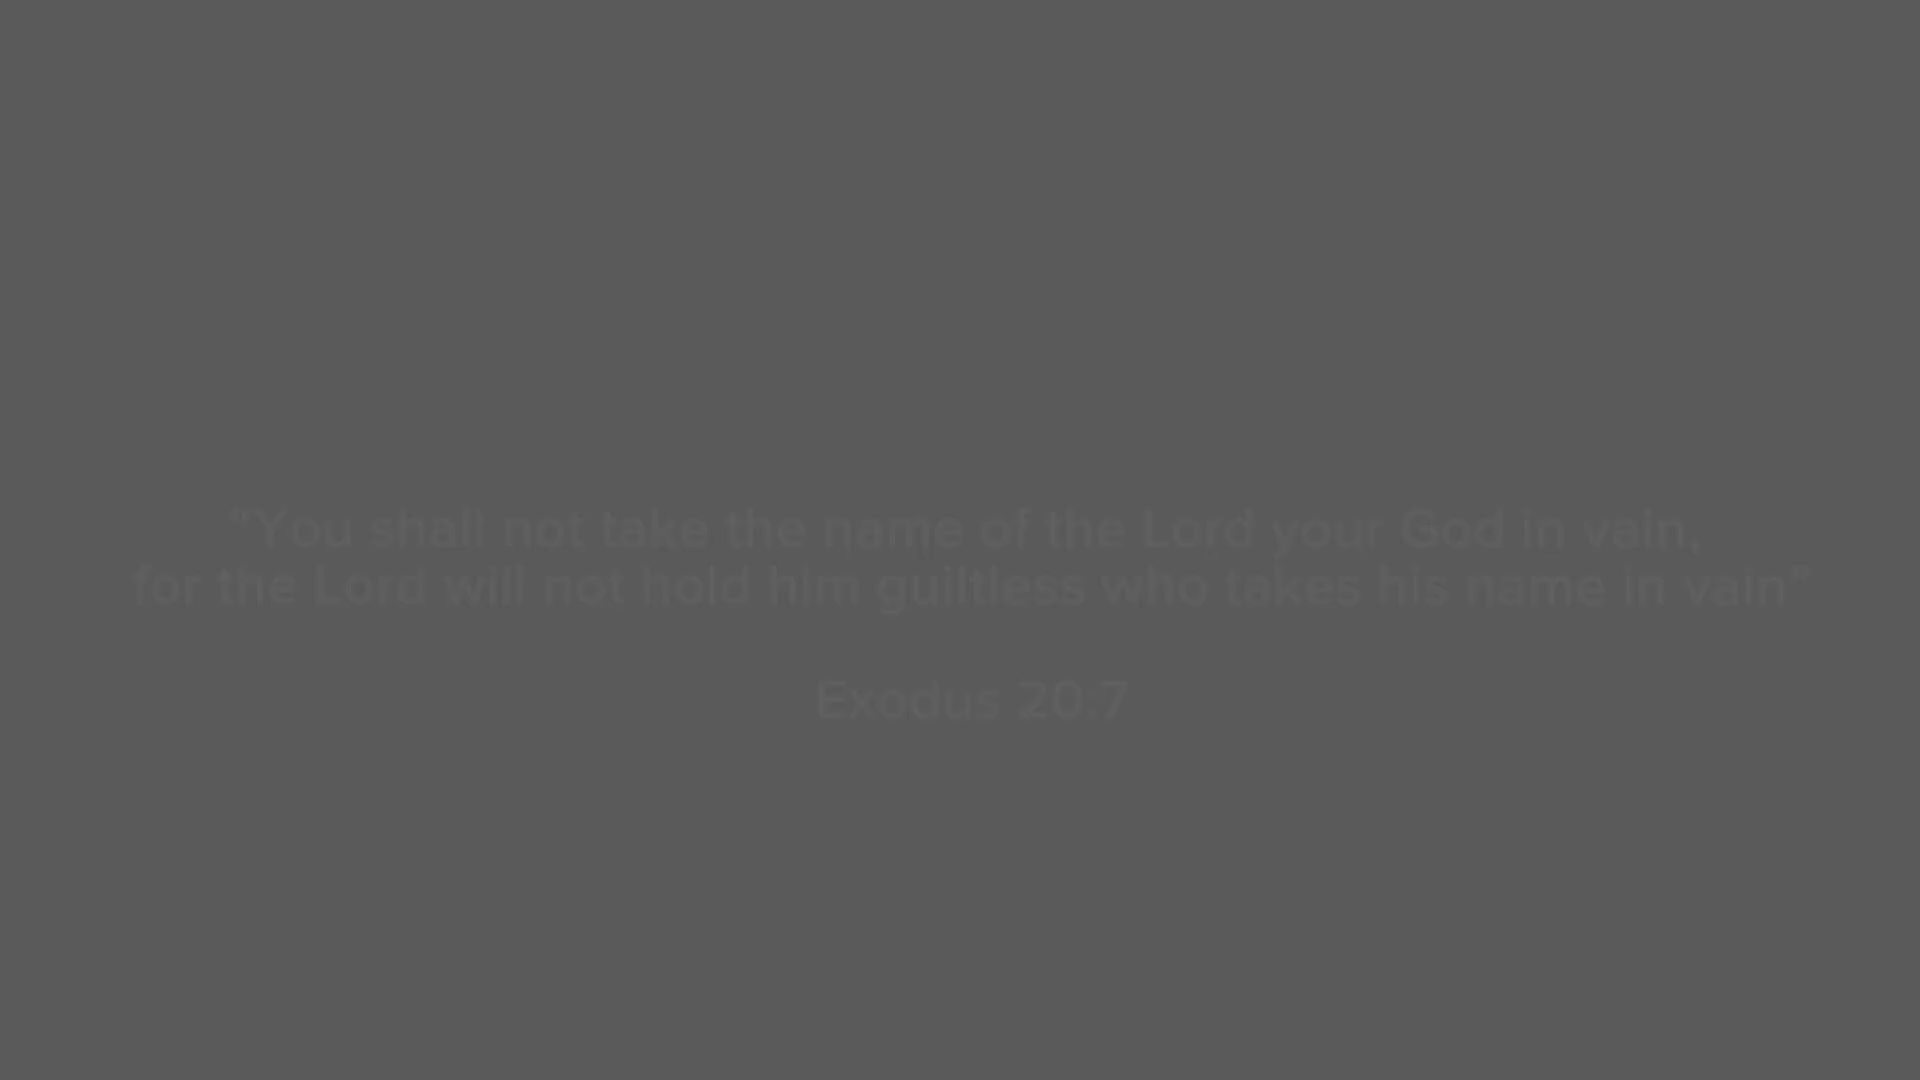 "You shall not take the name of the Lord your God in vain,
for the Lord will not hold him guiltless who takes his name in vain"
Exodus 20:7